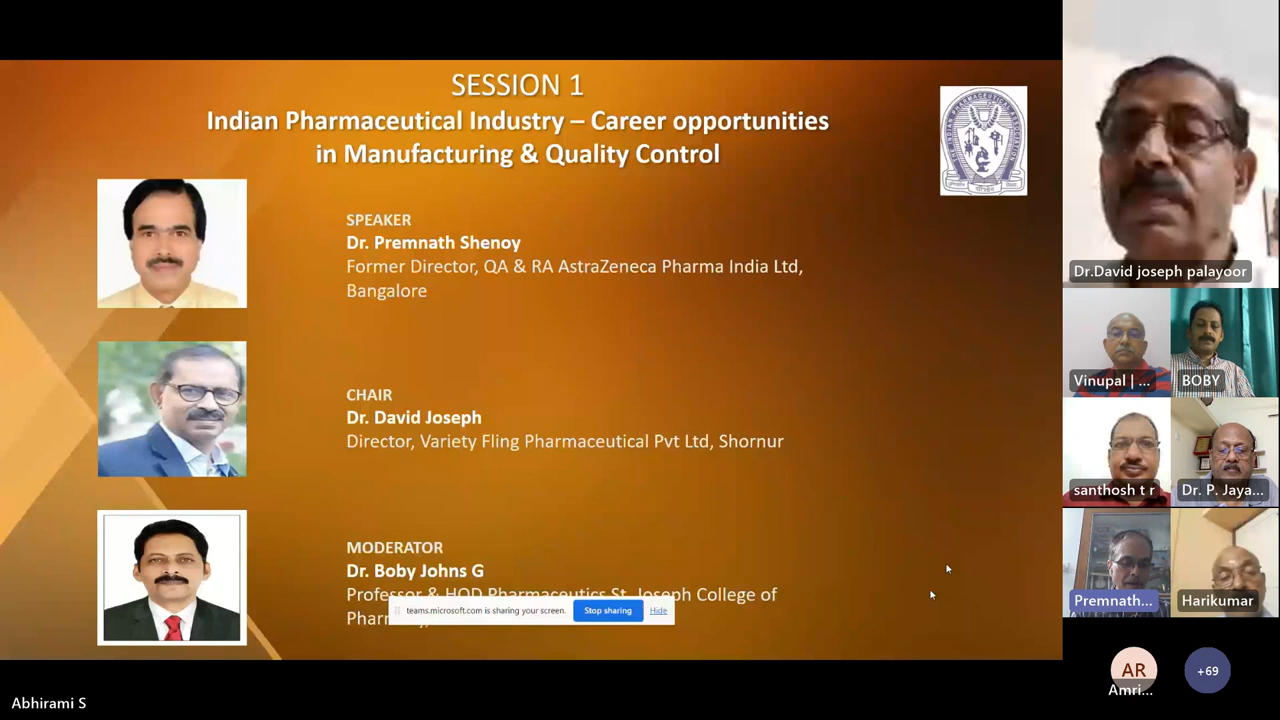 SESSION 1
Indian Pharmaceutical Industry – Career opportunities
in Manufacturing & Quality Control
SPEAKER
Dr. Premnath Shenoy
Former Director, QA & RA AstraZeneca Pharma India Ltd,
Bangalore
CHAIR
Dr. David Joseph
Director, Variety Fling Pharmaceutical Pvt Ltd, Shornur
MODERATOR
Dr. Boby Johns G
Professor & HOD Pharmaceutics St. Joseph College of
teams.microsoft.com is sharing your screen.
Stop sharing
Hide
Abhirami S
Dr.David joseph palayoor
Vinupal | ...
BOBY
santhosh t r
Dr. P. Jaya...
Premnath...
Harikumar
AR
Amri...
+69